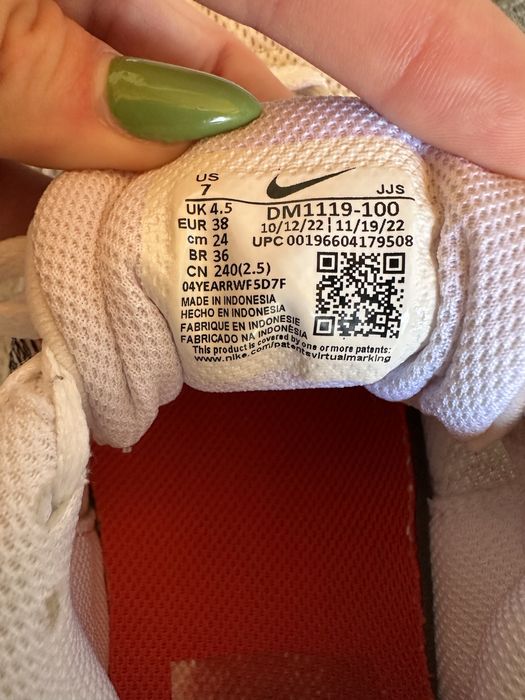 US
7
JJS
UK 4.5
DM1119-100
EUR 38
10/12/22 | 11/19/22
cm 24
UPC 00196604179508
BR 36
CN 240(2.5)
04YEARRWF5D7F
MADE IN INDONESIA
HECHO EN INDONESIA
FABRIQUE EN INDONESIE
FABRICADO NA INDONÉSIA
This product is covered by one or more patents:
www.nike.com/patentsvirtualmarking